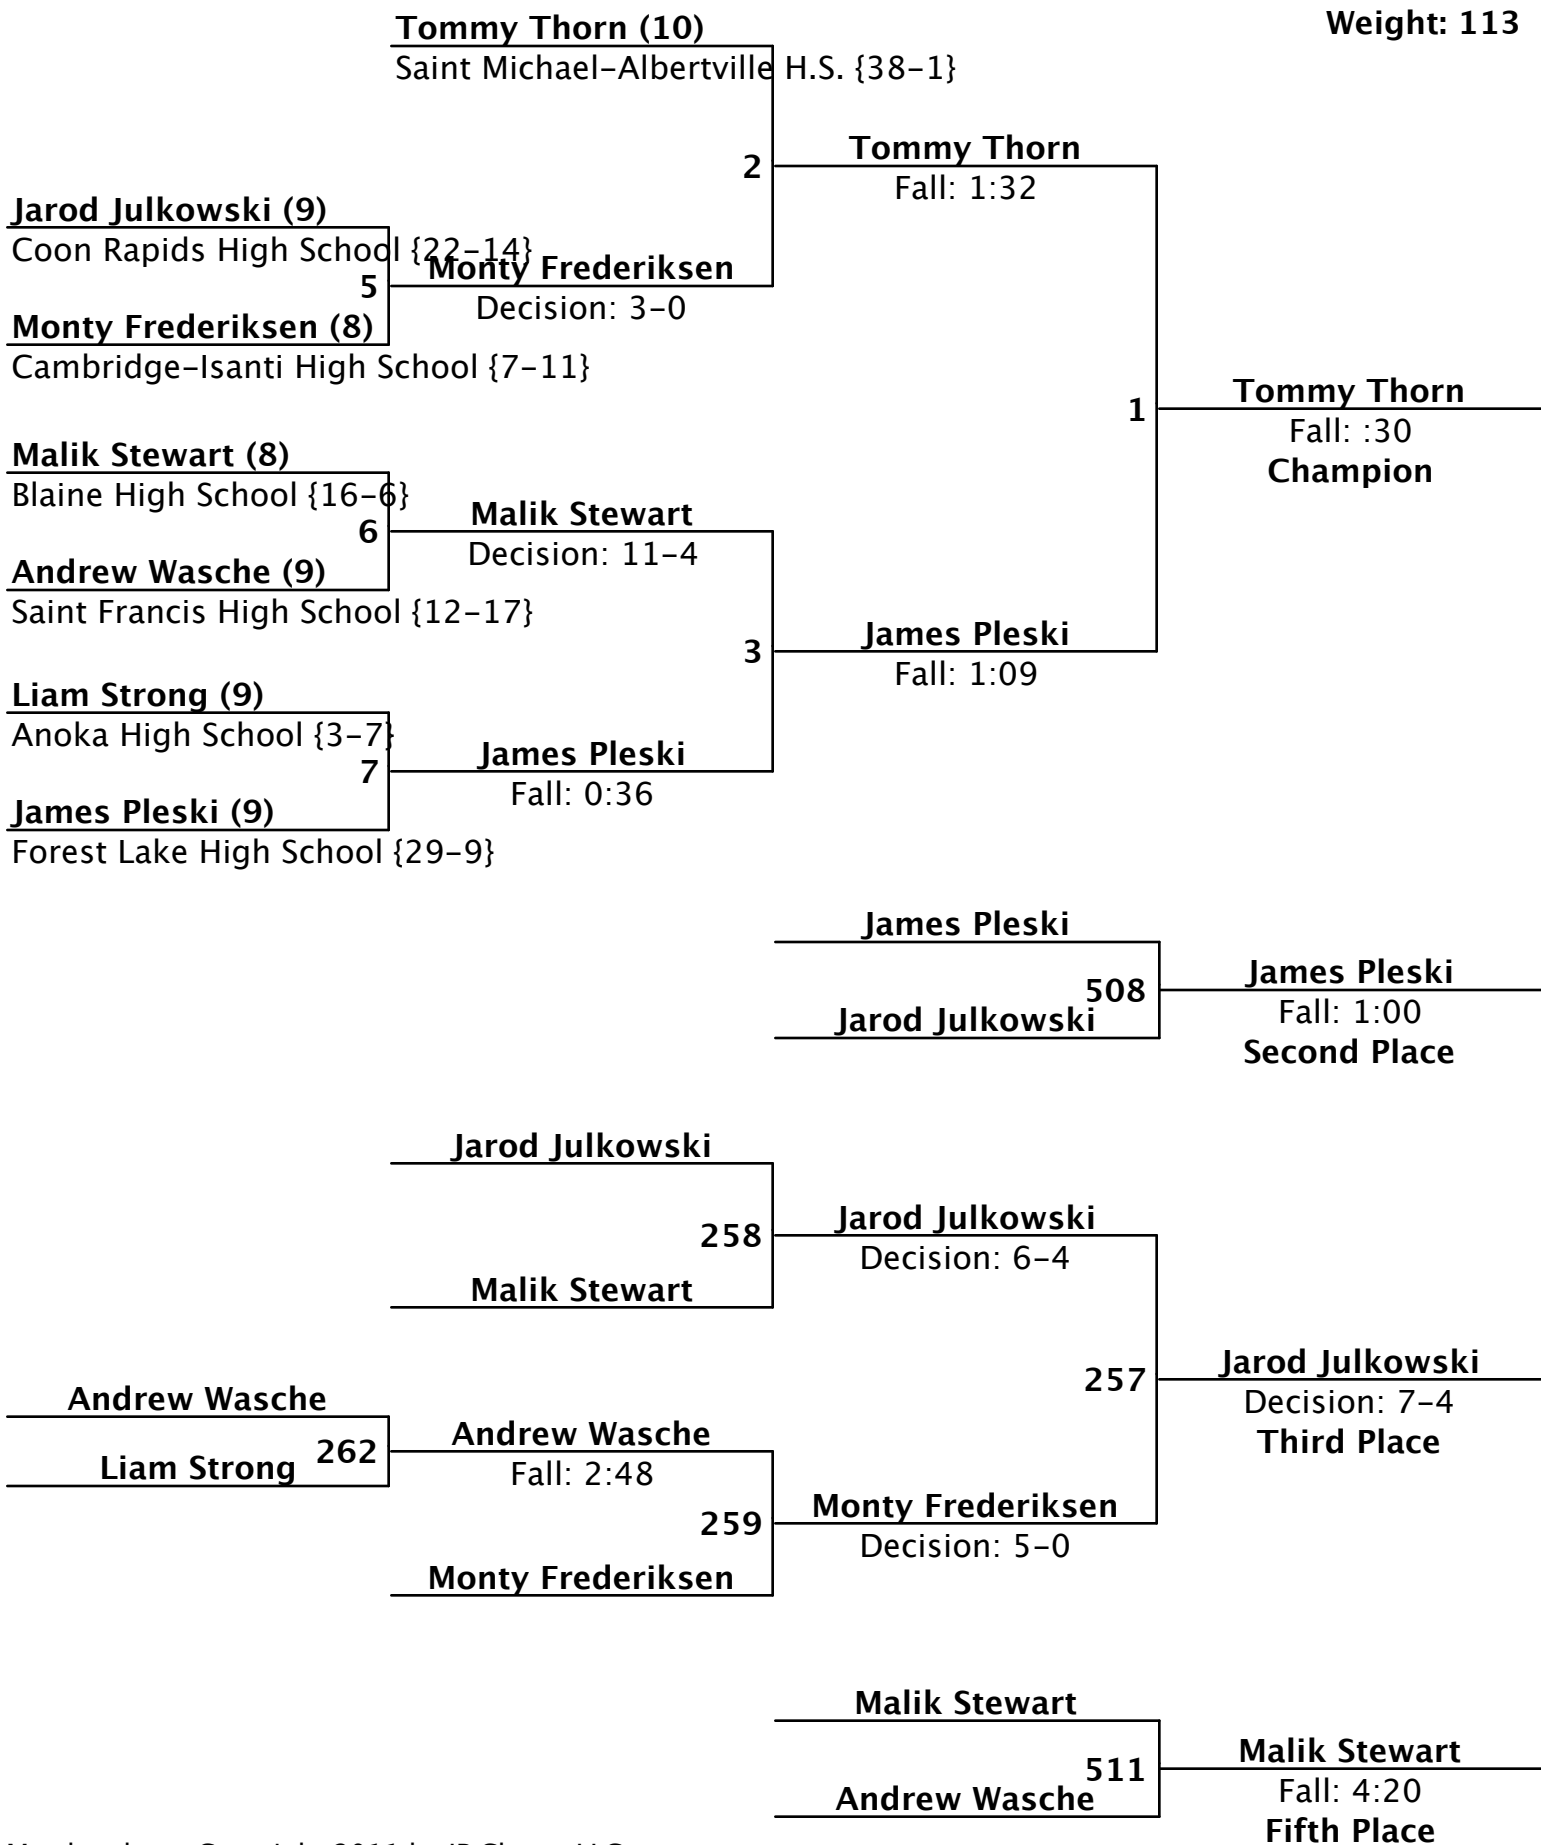 Weight: 113
Tommy Thorn (10)
Saint Michael-Albertville H.S. {38-1}
2
Tommy Thorn
Fall: 1:32
Jarod Julkowski (9)
Coon Rapids High School {22-14}
5
Monty Frederiksen
Decision: 3-0
Monty Frederiksen (8)
Cambridge-Isanti High School {7-11}
1
Tommy Thorn
Fall: :30
Champion
Malik Stewart (8)
Blaine High School {16-6}
6
Malik Stewart
Decision: 11-4
Andrew Wasche (9)
Saint Francis High School {12-17}
3
James Pleski
Fall: 1:09
Liam Strong (9)
Anoka High School {3-7}
7
James Pleski
Fall: 0:36
James Pleski (9)
Forest Lake High School {29-9}
James Pleski
508
Jarod Julkowski
James Pleski
Fall: 1:00
Second Place
Jarod Julkowski
258
Malik Stewart
Jarod Julkowski
Decision: 6-4
257
Jarod Julkowski
Decision: 7-4
Third Place
Andrew Wasche
262
Liam Strong
Andrew Wasche
Fall: 2:48
259
Monty Frederiksen
Monty Frederiksen
Decision: 5-0
Malik Stewart
511
Andrew Wasche
Malik Stewart
Fall: 4:20
Fifth Place